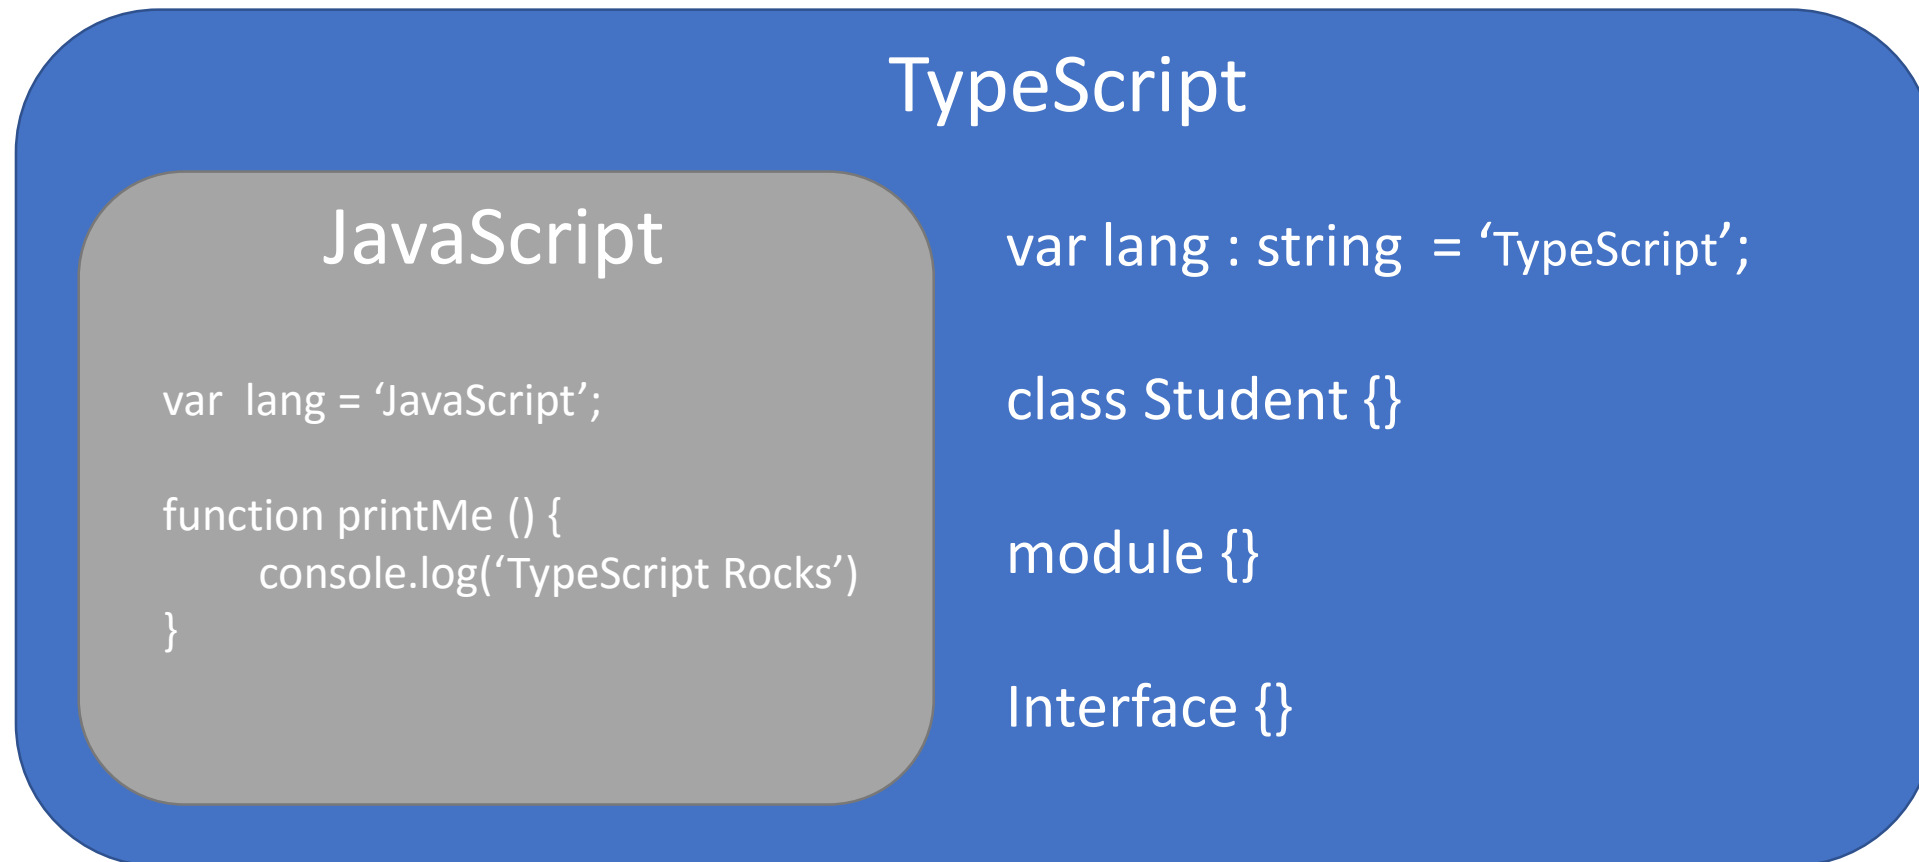 TypeScript
JavaScript
var  lang = ‘JavaScript’;
function printMe () {
console.log(‘TypeScript Rocks’)
}
var lang : string  = ‘TypeScript’;
class Student {}
module {}
Interface {}